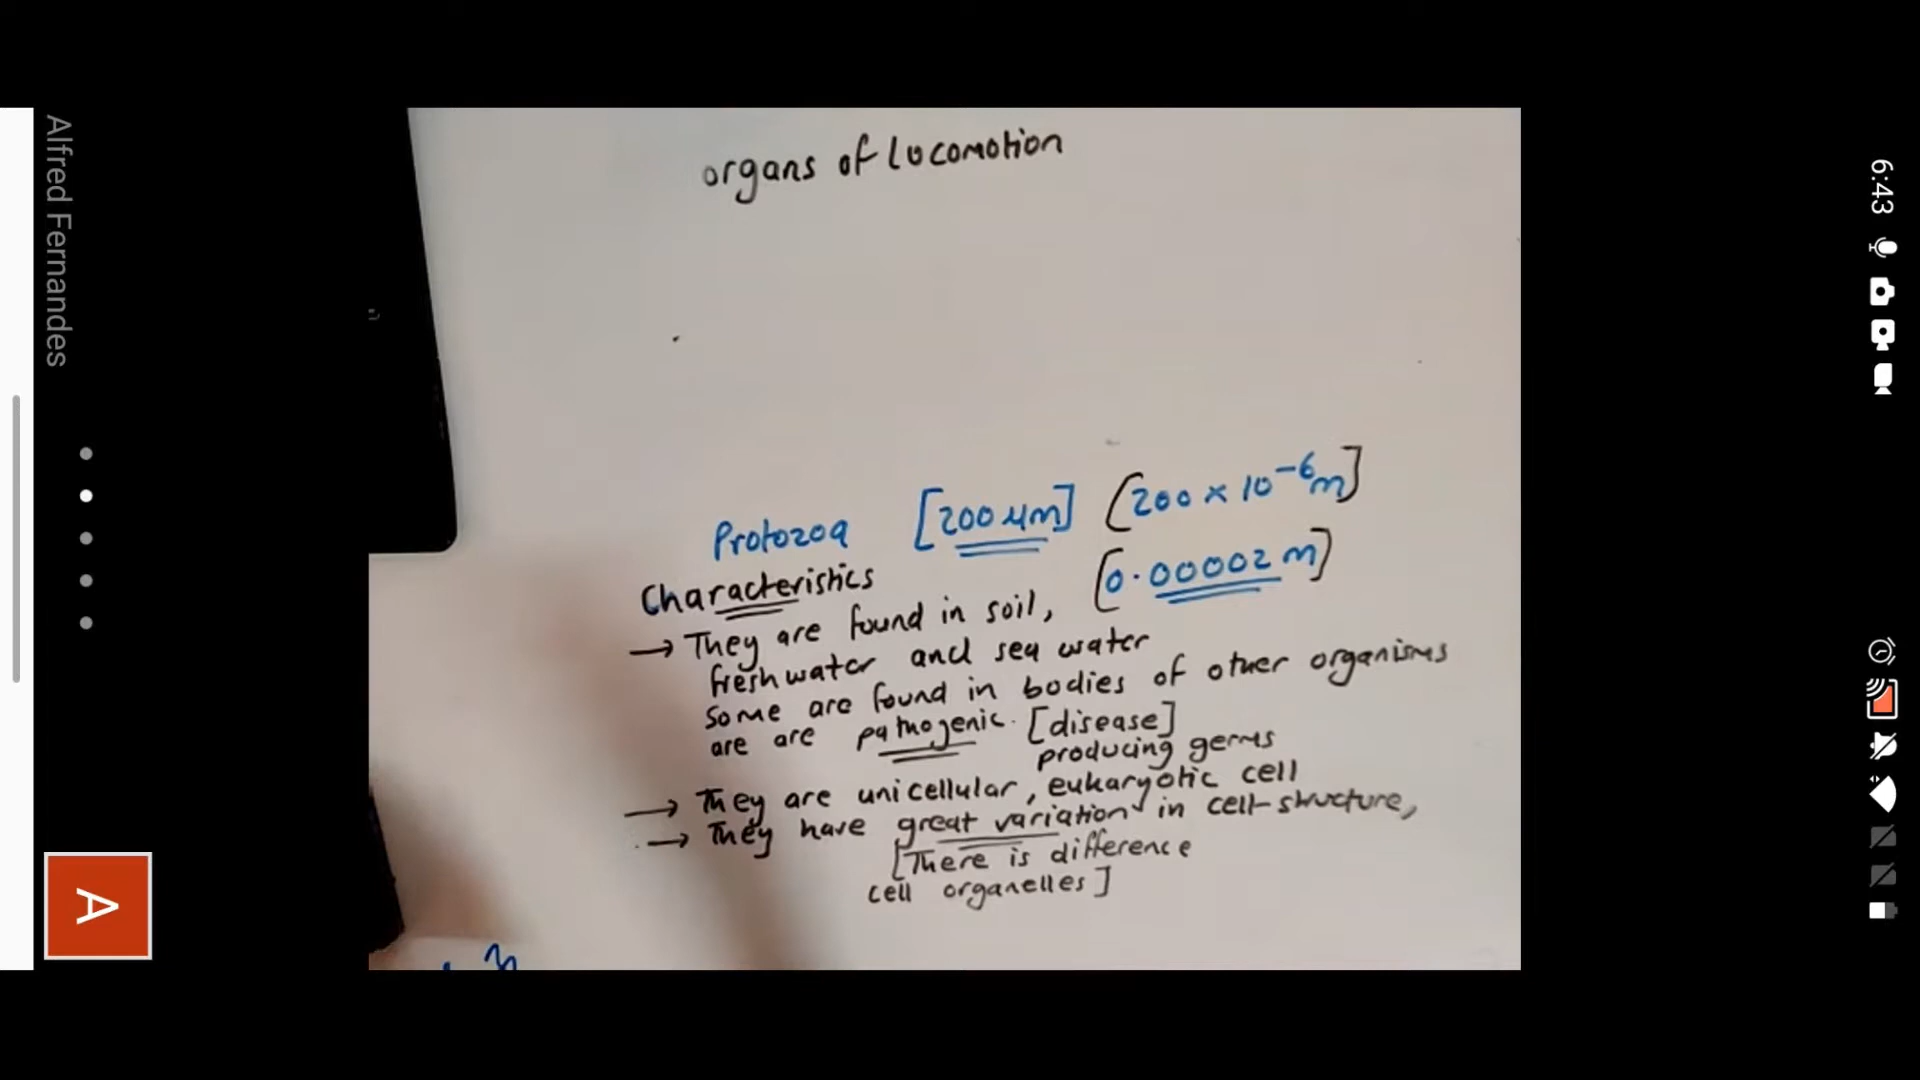 organs of locomotion
Protozoa [200 μm] [200 × 10⁻⁶m]
[0.00002 m]
Characteristics
→ They are found in soil,
freshwater and sea water
Some are found in bodies of other organisms
are are pathogenic. [disease]
producing germs
→ They are unicellular, eukaryotic cell
→ They have great variation in cell-structure,
[There is difference
cell organelles]
Alfred Fernandes
A
6:43